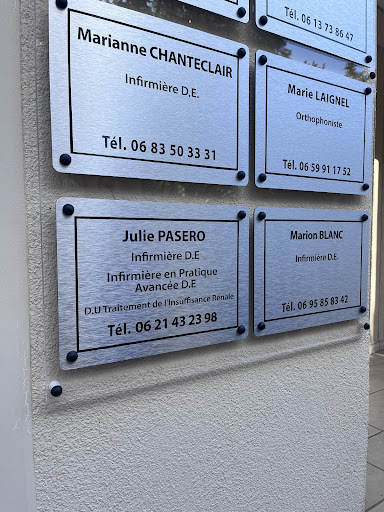 Tél. 06 13 73 86 47
Marianne CHANTECLAIR
Infirmière D.E.
Tél. 06 83 50 33 31
Marie LAIGNEL
Orthophoniste
Tél. 06 59 91 17 52
Julie PASERO
Infirmière D.E
Infirmière en Pratique
Avancée D.E
D.U Traitement de l'Insuffisance Rénale
Tél. 06 21 43 23 98
Marion BLANC
Infirmière D.E.
Tél. 06 95 85 83 42